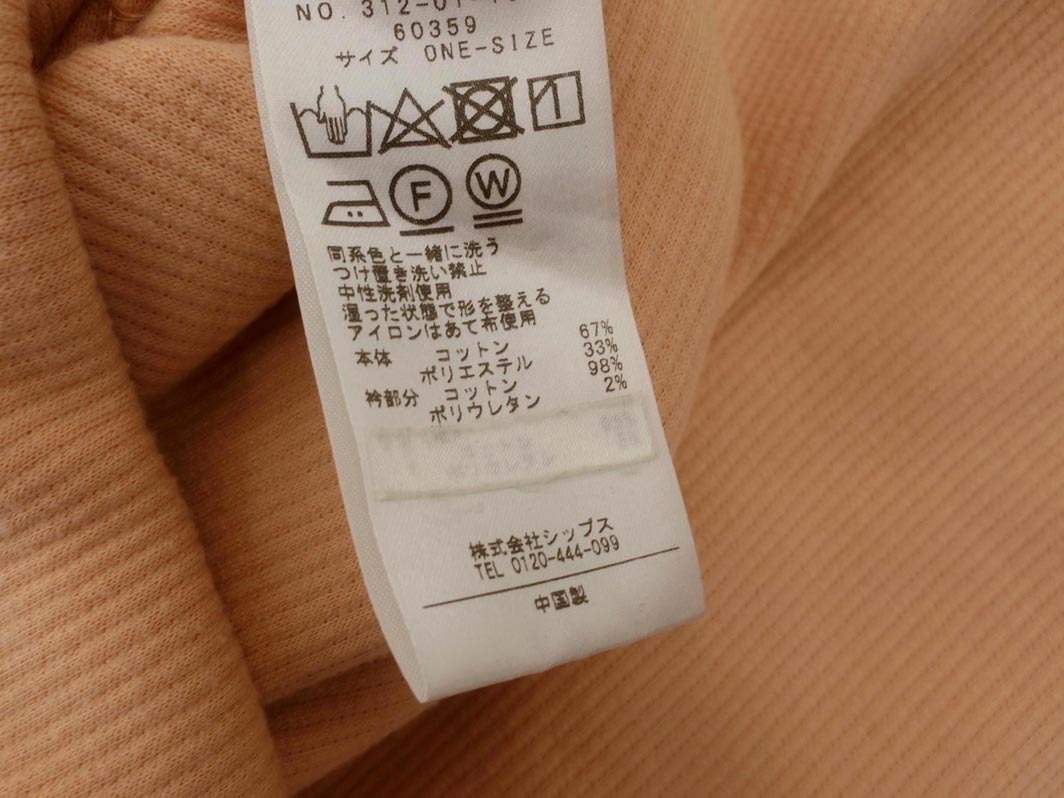 NO. 312-01
60359
サイズ ONE-SIZE
F W
同系色と一緒に洗う
つけ置き洗い禁止
中性洗剤使用
湿った状態で形を整える
アイロンはあて布使用
本体 コットン 67%
ポリエステル 33%
衿部分 コットン 98%
ポリウレタン 2%
株式会社シップス
TEL 0120-444-099
中国製